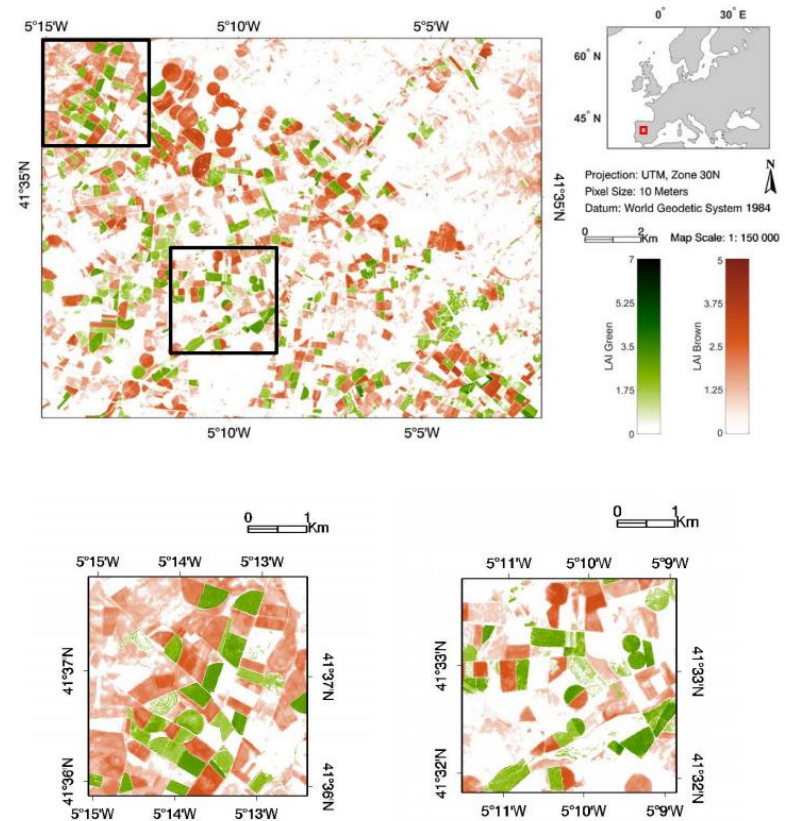 5°15'W 5°10'W 5°5'W
0° 30° E
60° N
45° N
41°35'N
41°35'N
5°10'W 5°5'W
N
Projection: UTM, Zone 30N
Pixel Size: 10 Meters
Datum: World Geodetic System 1984
0 2 Km Map Scale: 1: 150 000
7
5.25
3.5
1.75
0
LAI Green
5
3.75
2.5
1.25
0
LAI Brown
0 1 Km
5°15'W 5°14'W 5°13'W
41°37'N
41°37'N
41°36'N
41°36'N
5°15'W 5°14'W 5°13'W
0 1 Km
5°11'W 5°10'W 5°9'W
41°33'N
41°33'N
41°32'N
41°32'N
5°11'W 5°10'W 5°9'W